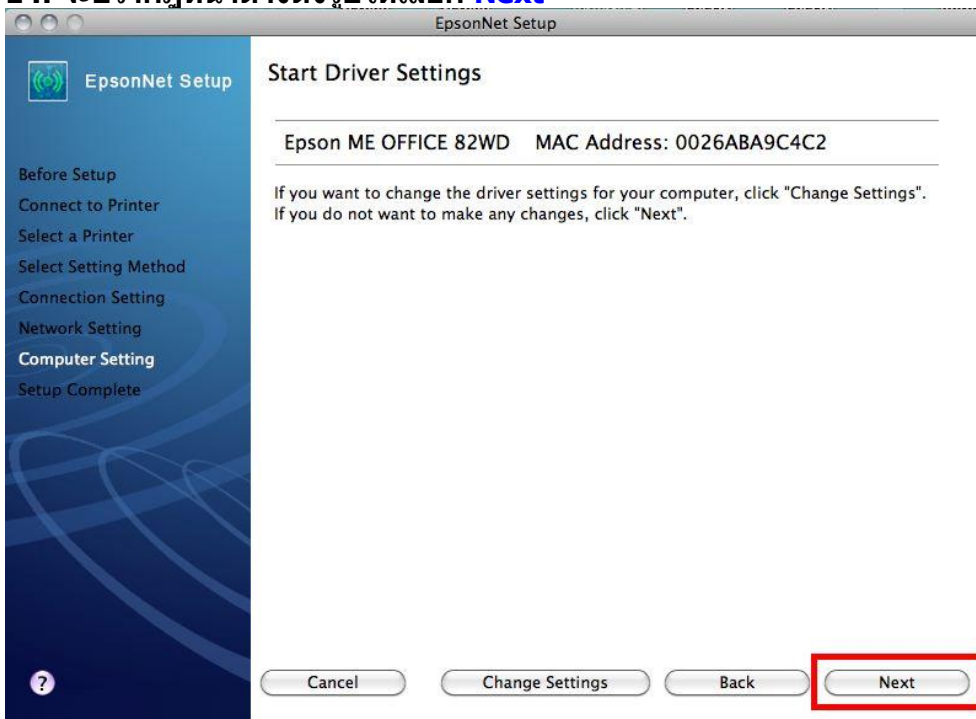 Next
EpsonNet Setup
EpsonNet Setup
Start Driver Settings
Epson ME OFFICE 82WD MAC Address: 0026ABA9C4C2
If you want to change the driver settings for your computer, click "Change Settings".
If you do not want to make any changes, click "Next".
Before Setup
Connect to Printer
Select a Printer
Select Setting Method
Connection Setting
Network Setting
Computer Setting
Setup Complete
?
Cancel
Change Settings
Back
Next